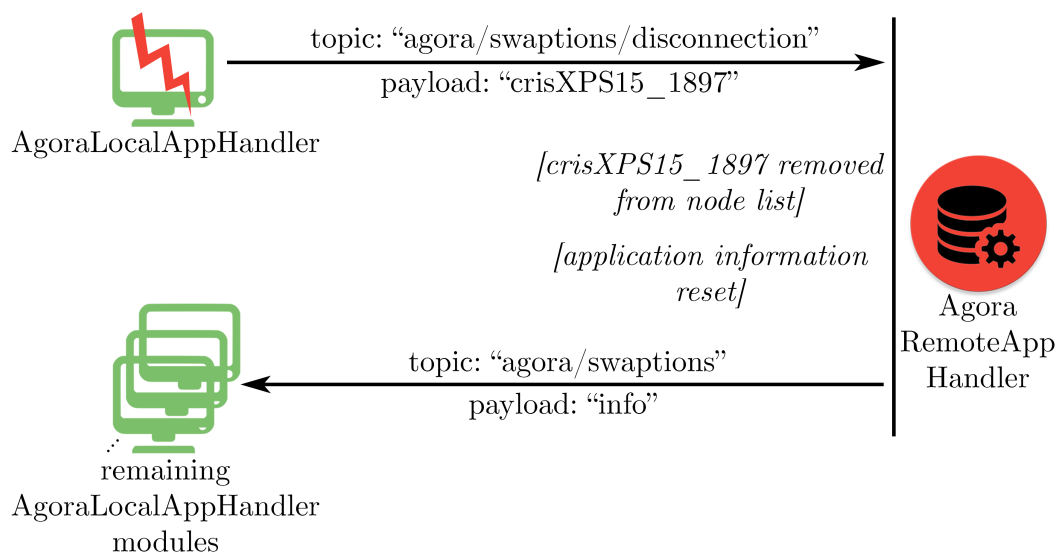 topic: “agora/swaptions/disconnection”
payload: “crisXPS15_1897”
AgoraLocalAppHandler
[crisXPS15_1897 removed
from node list]
[application information
reset]
Agora
RemoteApp
Handler
topic: “agora/swaptions”
payload: “info”
remaining
AgoraLocalAppHandler
modules